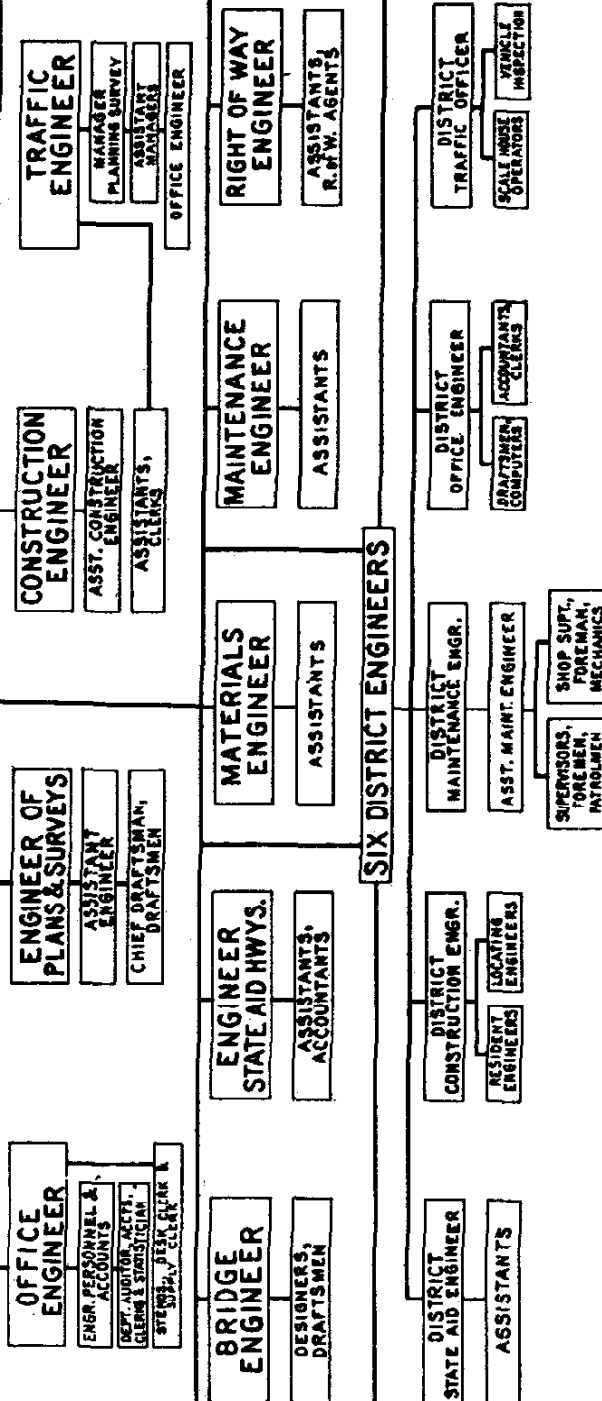 OFFICE
ENGINEER
ENGR. PERSONNEL &
ACCOUNTS
DEPT. AUDITOR, ACCTS.,
CLERKS & STATISTICIAN
STENOS., DESK CLERK &
SUPPLY CLERK
ENGINEER OF
PLANS & SURVEYS
ASSISTANT
ENGINEER
CHIEF DRAFTSMAN,
DRAFTSMEN
CONSTRUCTION
ENGINEER
ASST. CONSTRUCTION
ENGINEER
ASSISTANTS,
CLERKS
TRAFFIC
ENGINEER
MANAGER
PLANNING SURVEY
ASSISTANT
MANAGERS
OFFICE ENGINEER
BRIDGE
ENGINEER
DESIGNERS,
DRAFTSMEN
ENGINEER
STATE AID HWYS.
ASSISTANTS,
ACCOUNTANTS
MATERIALS
ENGINEER
ASSISTANTS
MAINTENANCE
ENGINEER
ASSISTANTS
RIGHT OF WAY
ENGINEER
ASSISTANTS,
R. of W. AGENTS
SIX DISTRICT ENGINEERS
DISTRICT
STATE AID ENGINEER
ASSISTANTS
DISTRICT
CONSTRUCTION ENGR.
RESIDENT
ENGINEERS
LOCATING
ENGINEERS
DISTRICT
MAINTENANCE ENGR.
ASST. MAINT. ENGINEER
SUPERVISORS,
FOREMEN,
PATROLMEN
SHOP SUPT.,
FOREMAN,
MECHANICS
DISTRICT
OFFICE ENGINEER
DRAFTSMEN,
COMPUTERS
ACCOUNTANTS,
CLERKS
DISTRICT
TRAFFIC OFFICER
SCALE HOUSE
OPERATORS
VEHICLE
INSPECTION